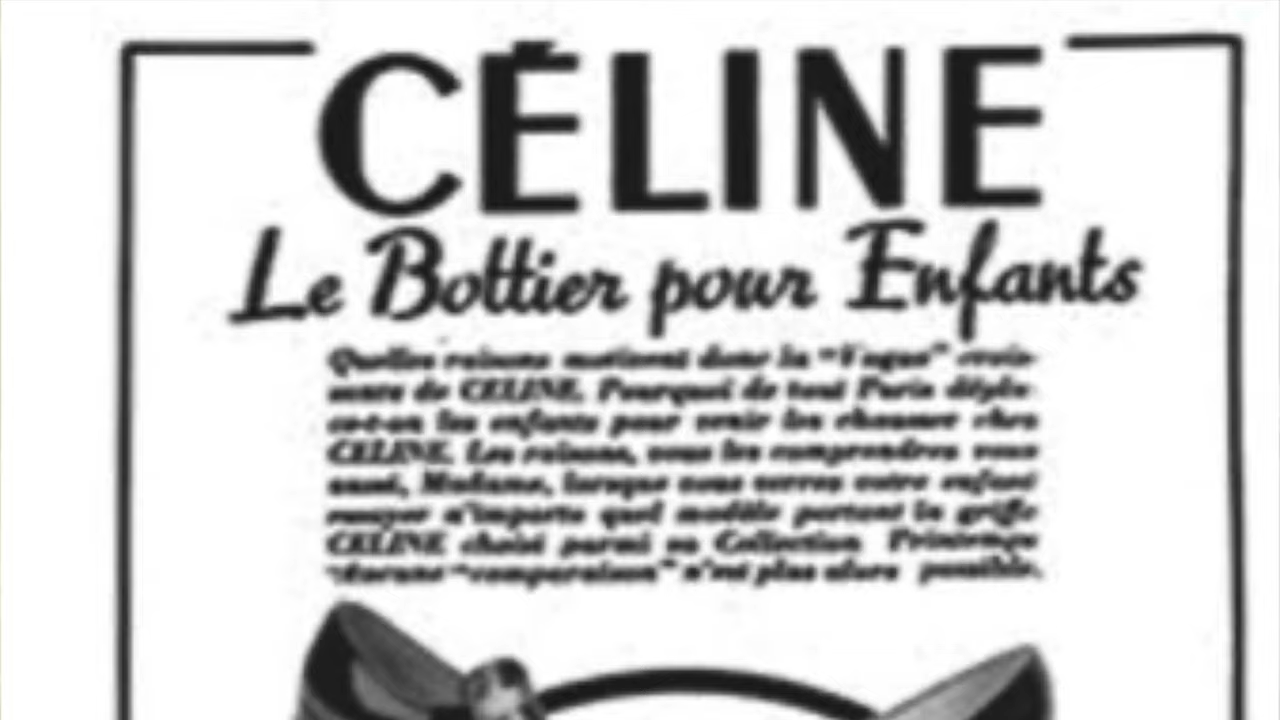 CÉLINE
Le Bottier pour Enfants
Quelles raisons motivent donc la "Vogue" crois-
sante de CELINE. Pourquoi de tout Paris dépla-
ce-t-on les enfants pour venir les chausser chez
CELINE. Les raisons, vous les comprendrez vous
aussi, Madame, lorsque vous verrez votre enfant
essayer n'importe quel modèle portant la griffe
CELINE choisi parmi sa Collection Printemps
Aucune "comparaison" n'est plus alors possible.